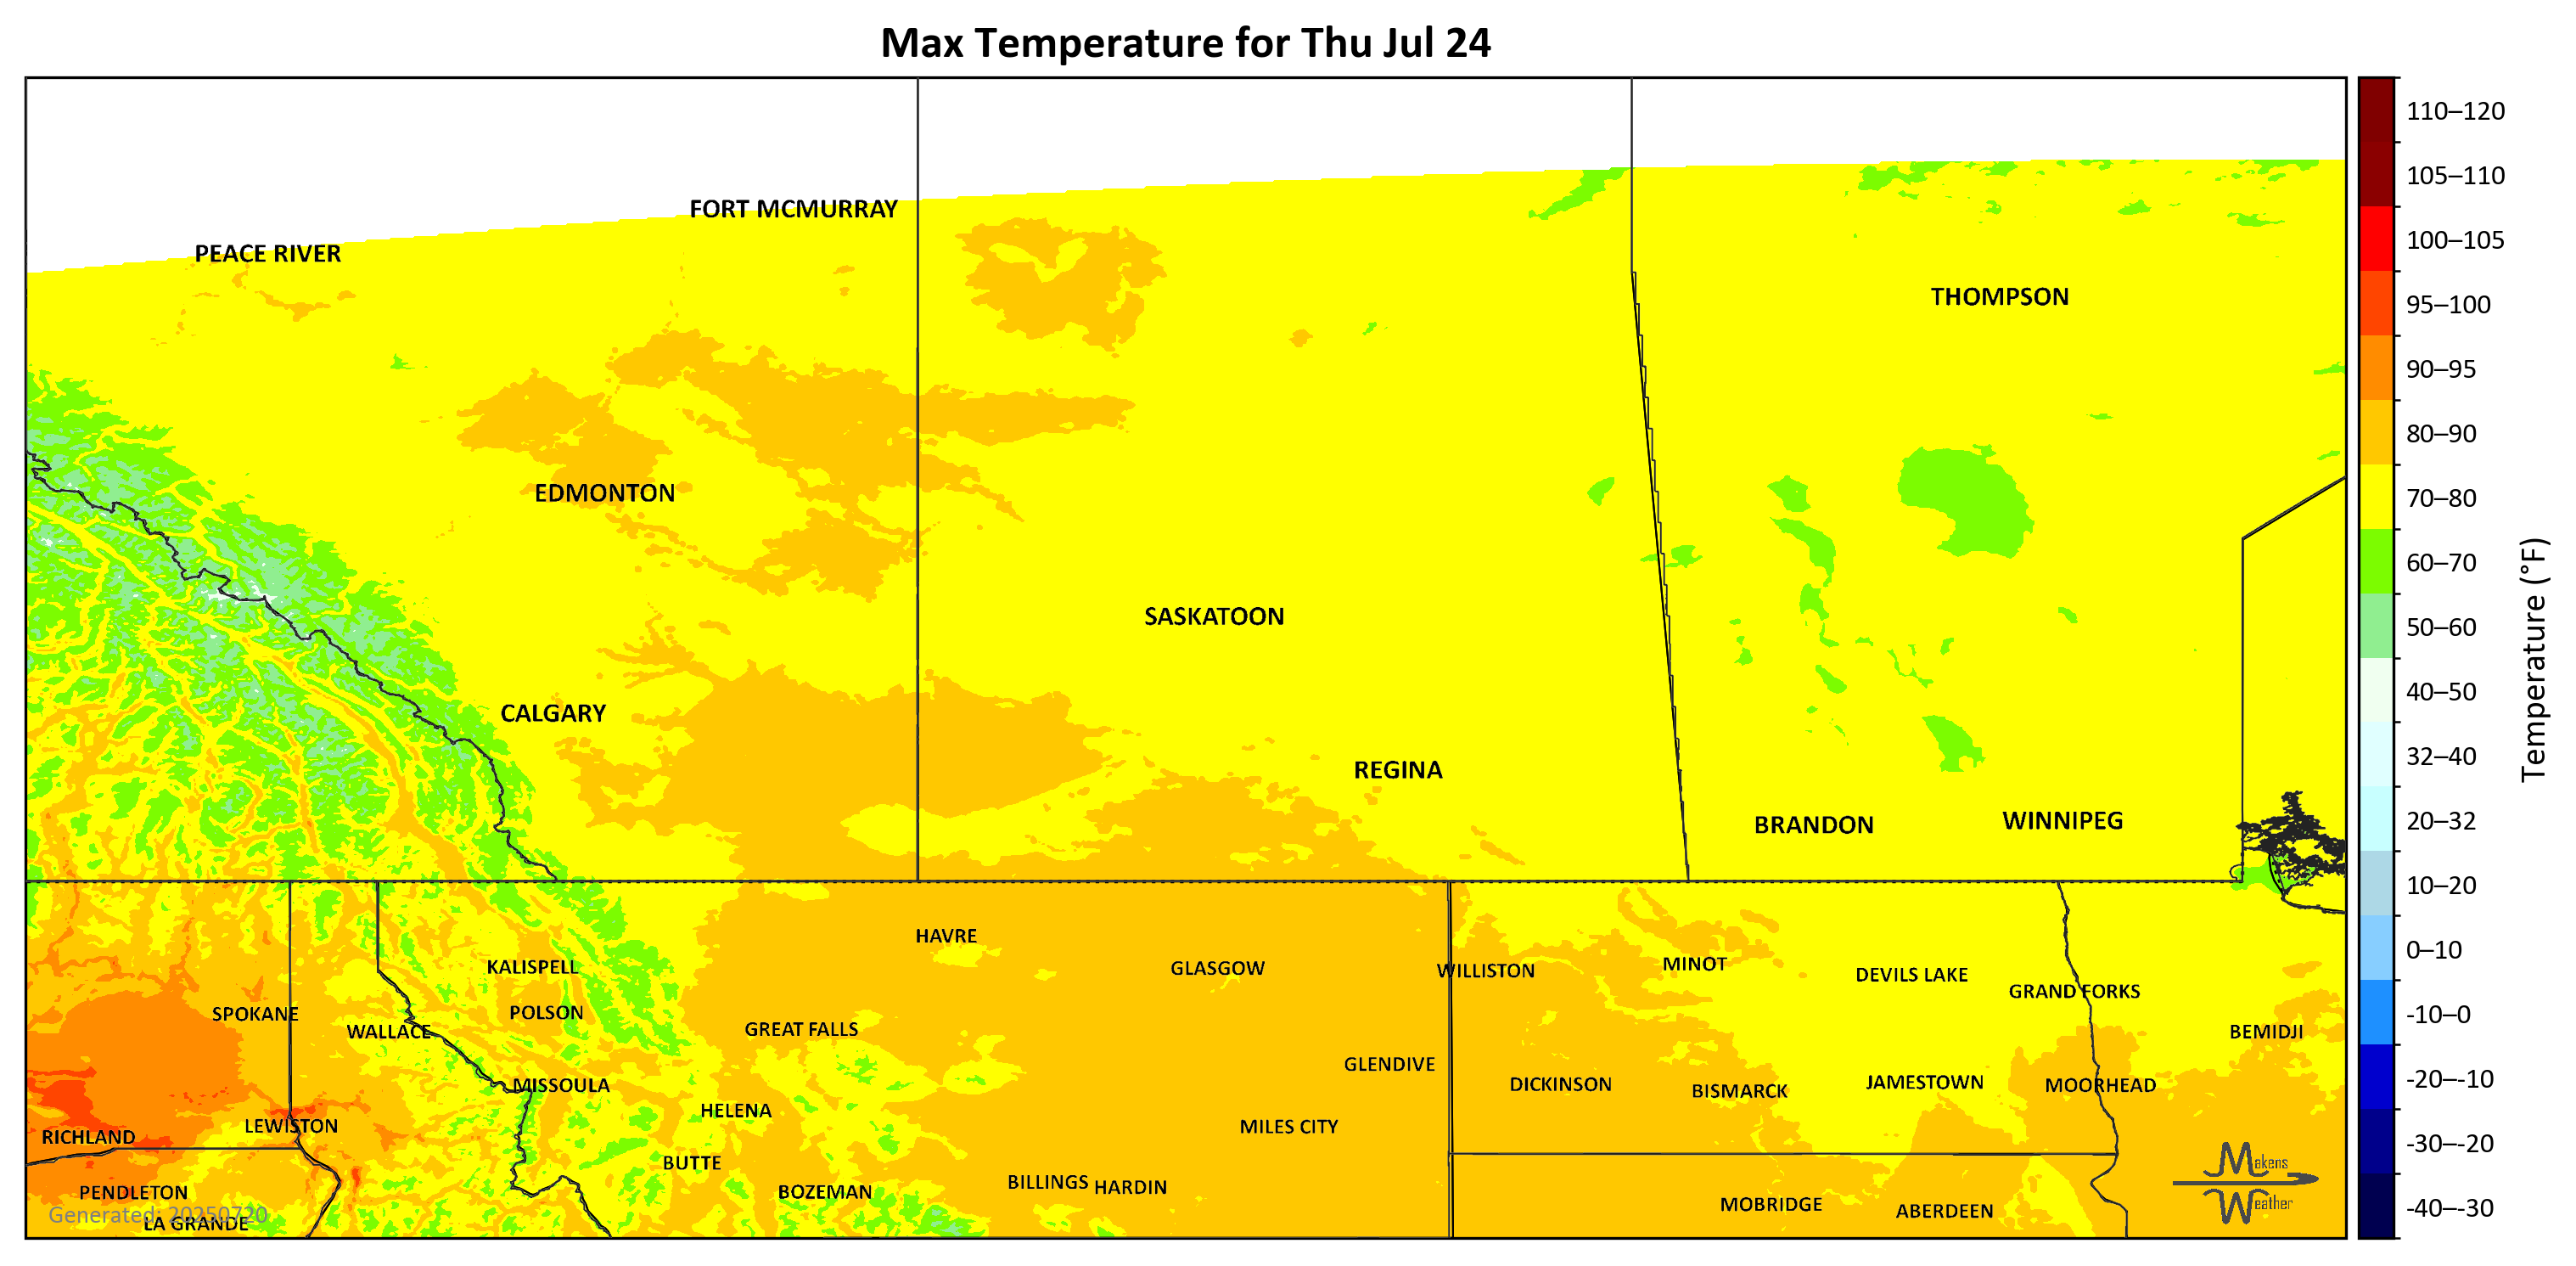 Max Temperature for Thu Jul 24
110–120
105–110
FORT MCMURRAY
100–105
PEACE RIVER
THOMPSON
95–100
90–95
80–90
EDMONTON
70–80
60–70
SASKATOON
50–60
40–50
CALGARY
32–40
REGINA
20–32
BRANDON
WINNIPEG
10–20
HAVRE
0–10
KALISPELL
GLASGOW
WILLISTON
MINOT
DEVILS LAKE
GRAND FORKS
SPOKANE
POLSON
-10–0
WALLACE
GREAT FALLS
BEMIDJI
GLENDIVE
-20–-10
MISSOULA
DICKINSON
BISMARCK
JAMESTOWN
MOORHEAD
HELENA
LEWISTON
MILES CITY
RICHLAND
-30–-20
BUTTE
PENDLETON
BOZEMAN
BILLINGS
HARDIN
MOBRIDGE
ABERDEEN
-40–-30
Generated: 20250720
LA GRANDE
Makens
Weather
Temperature (°F)